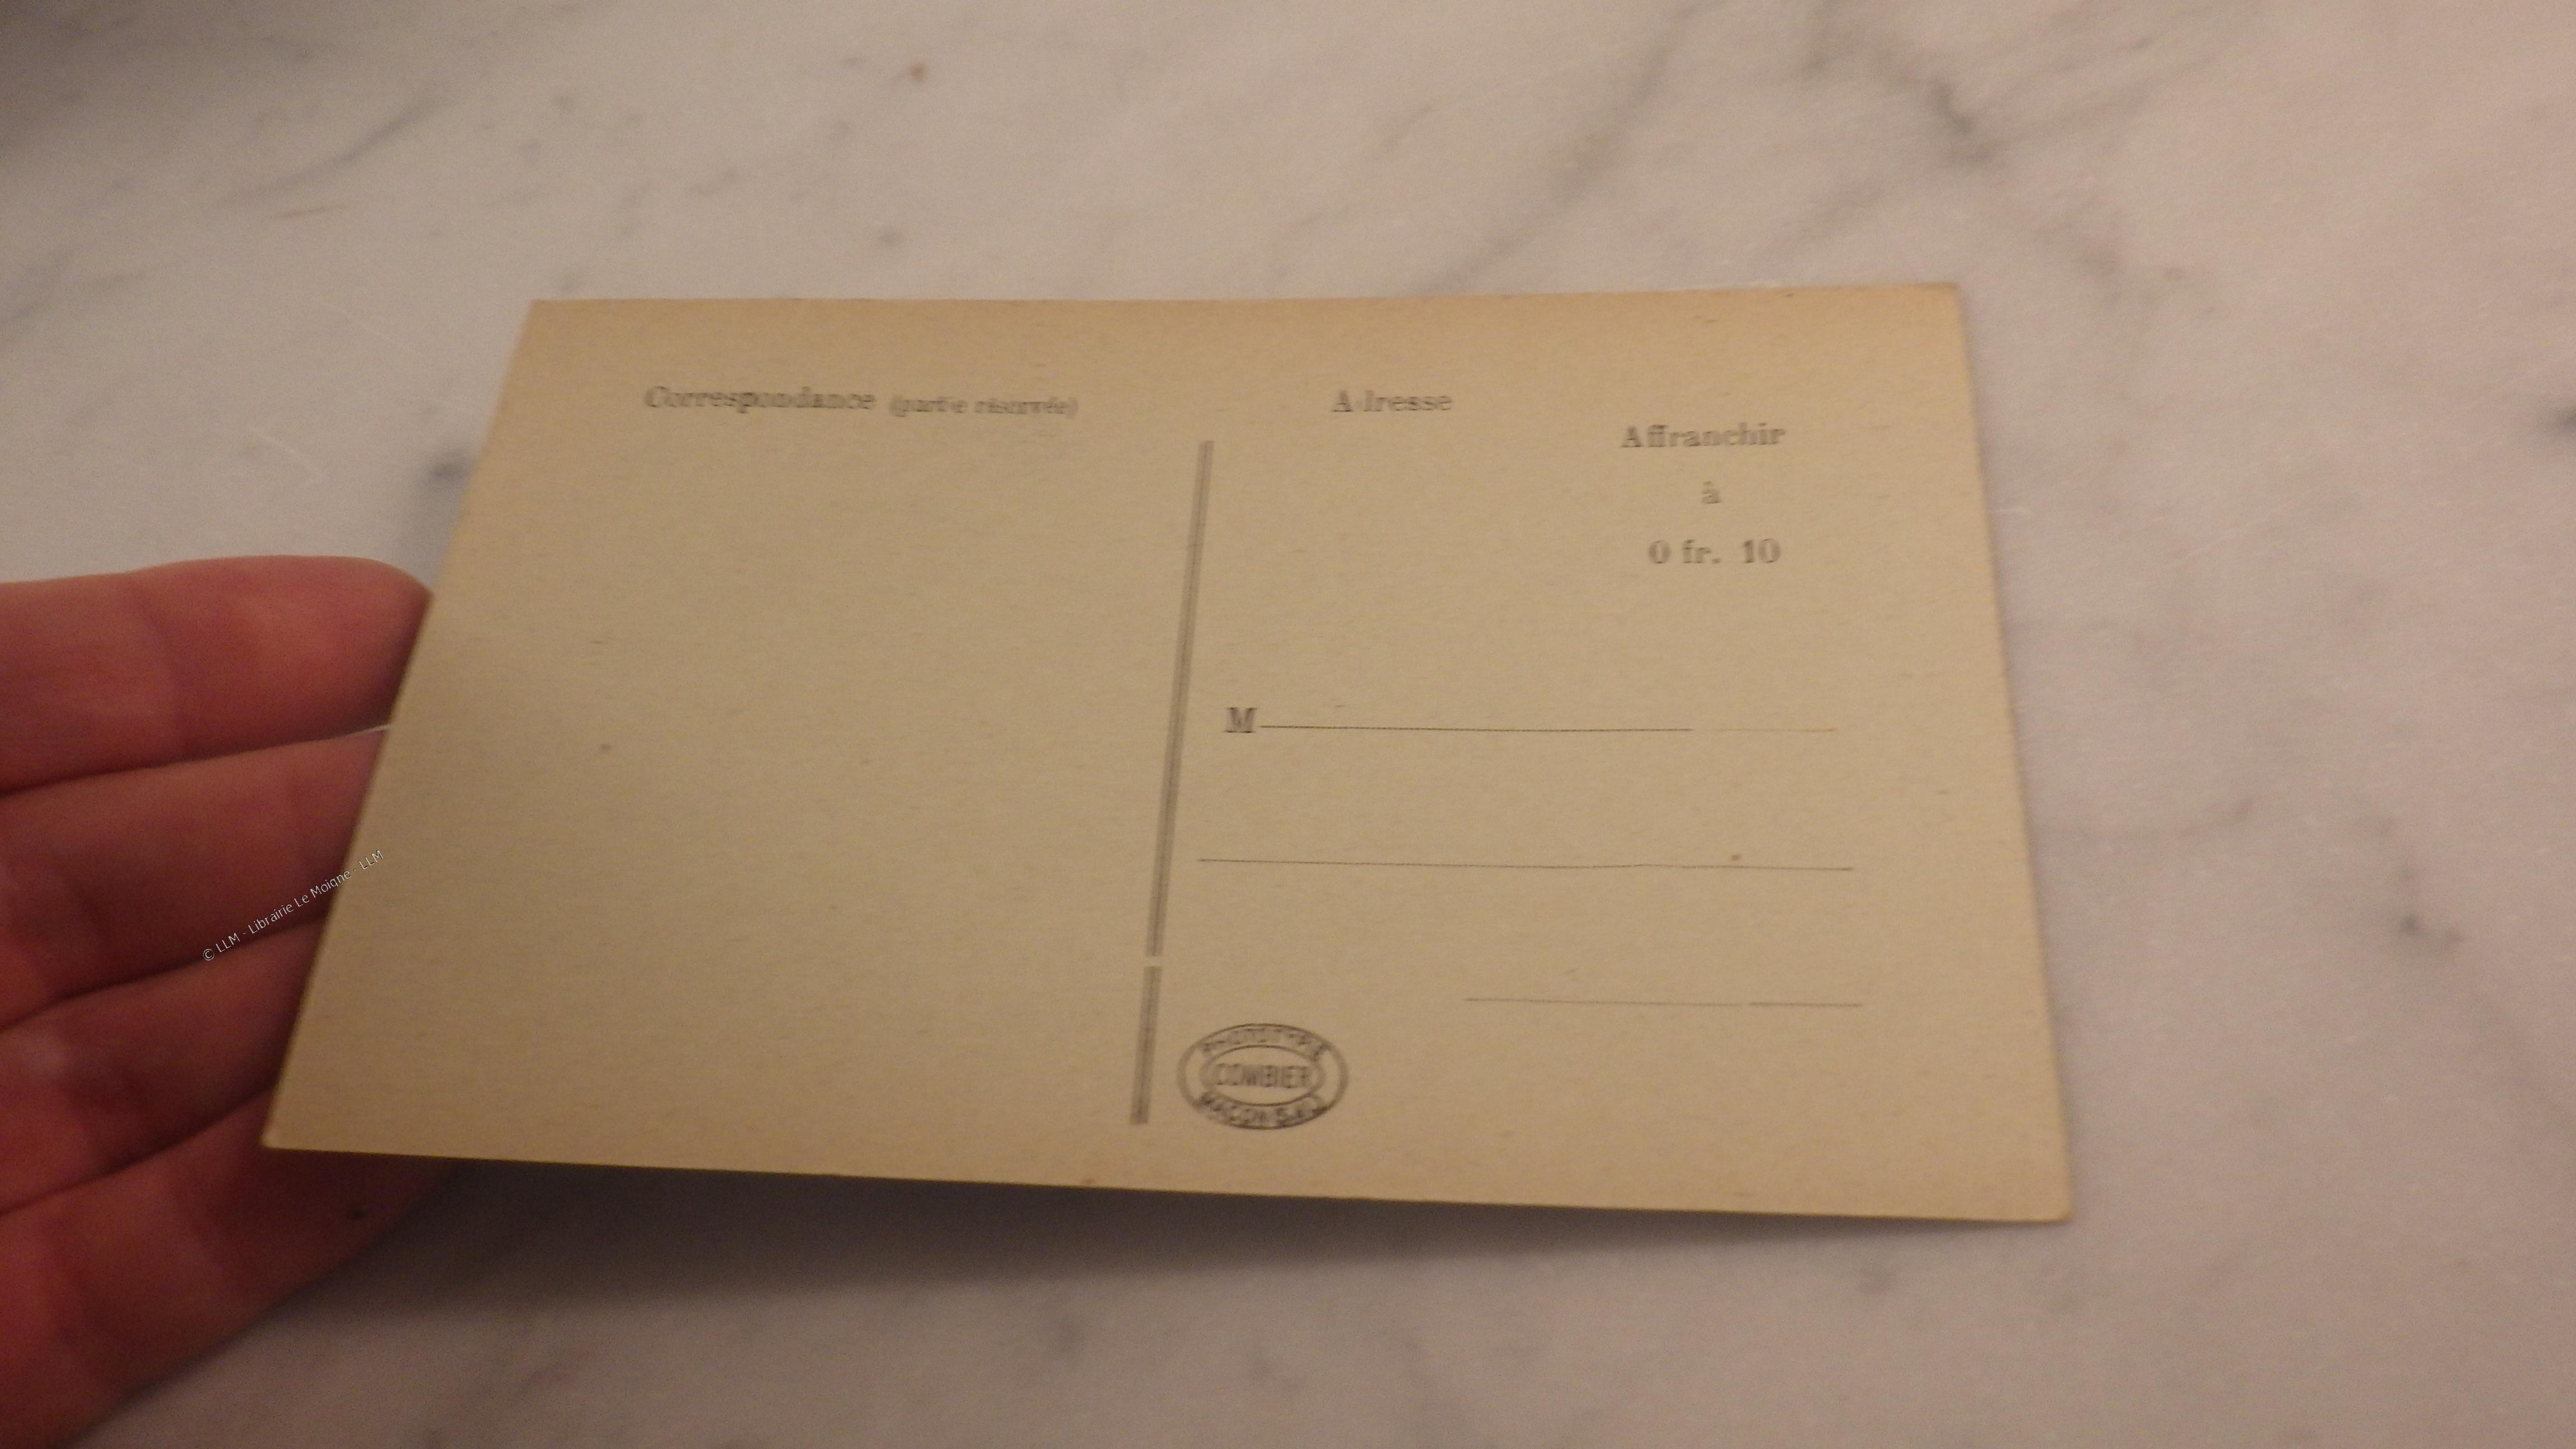 Correspondance (partie réservée)
Adresse
Affranchir
à
0 fr. 10
M
PHOTOTYPIE
COMBIER
MACON S.&L.
© LLM - Librairie Le Moigne - LLM